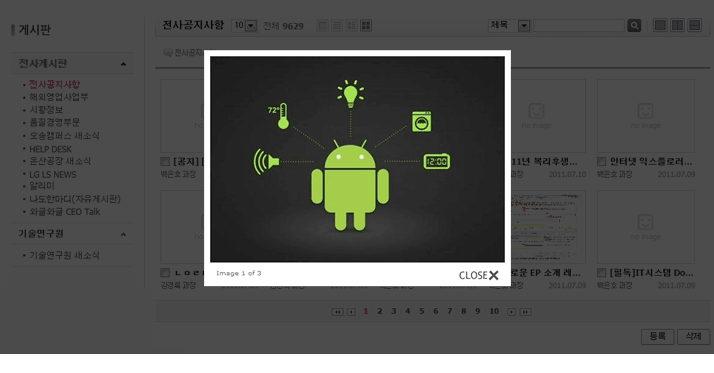 게시판
전사공지사항
10
전체 9629
제목
전사게시판
전사공지사항
해외영업사업부
시황정보
품질경영부문
오송캠퍼스 새소식
HELP DESK
온산공장 새소식
LG LS NEWS
알리미
나도한마디(자유게시판)
와글와글 CEO Talk
기술연구원
기술연구원 새소식
72°
12:00
no image
[공지]
11년 복리후생...
인터넷 익스플로러...
백은호 과장
2011.07.10
백은호 과장
2011.07.09
로운 EP 소개 레...
[필독]IT시스템 Do...
김경록 과장
2011.07.09
백은호 과장
2011.07.09
Image 1 of 3
CLOSE
1 2 3 4 5 6 7 8 9 10
등록
삭제